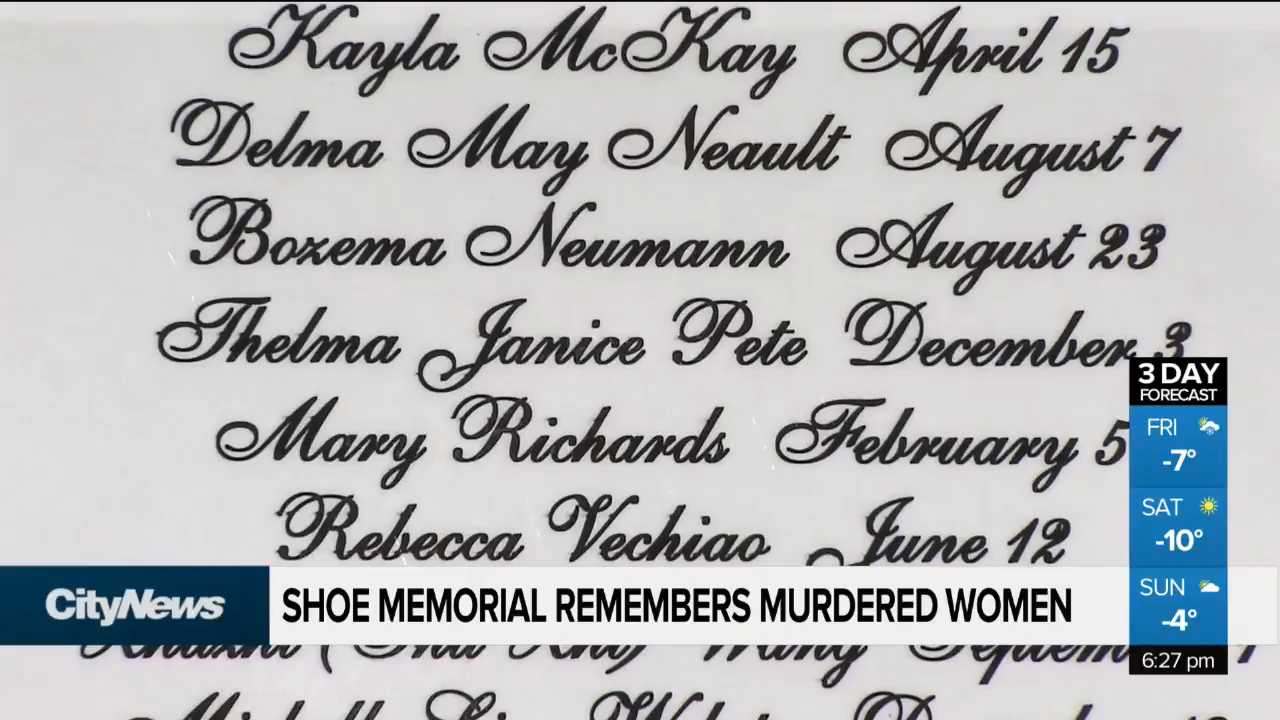 Kayla McKay April 15
Delma May Neault August 7
Bozema Neumann August 23
Thelma Janice Pete December 3
Mary Richards February 5
Rebecca Vechiao June 12
CityNews
SHOE MEMORIAL REMEMBERS MURDERED WOMEN
3 DAY
FORECAST
FRI
-7°
SAT
-10°
SUN
-4°
6:27 pm